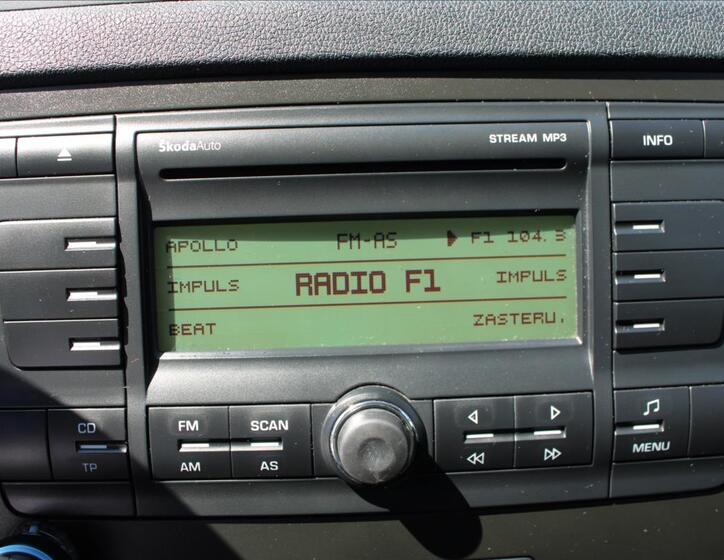 ŠkodaAuto STREAM MP3 INFO
APOLLO FM-AS F1 104.3
IMPULS RADIO F1 IMPULS
BEAT ZASTERU.
CD FM SCAN MENU
TP AM AS